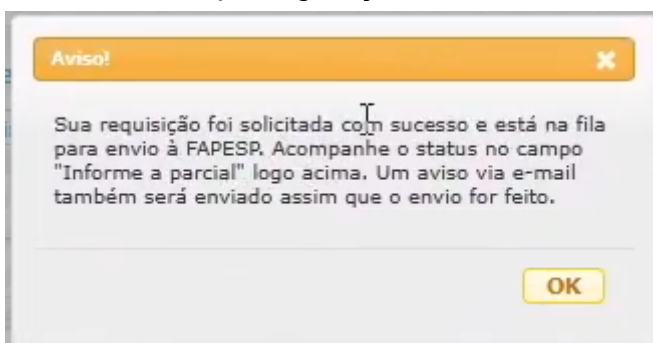 Aviso!
Sua requisição foi solicitada com sucesso e está na fila
para envio à FAPESP. Acompanhe o status no campo
"Informe a parcial" logo acima. Um aviso via e-mail
também será enviado assim que o envio for feito.
OK